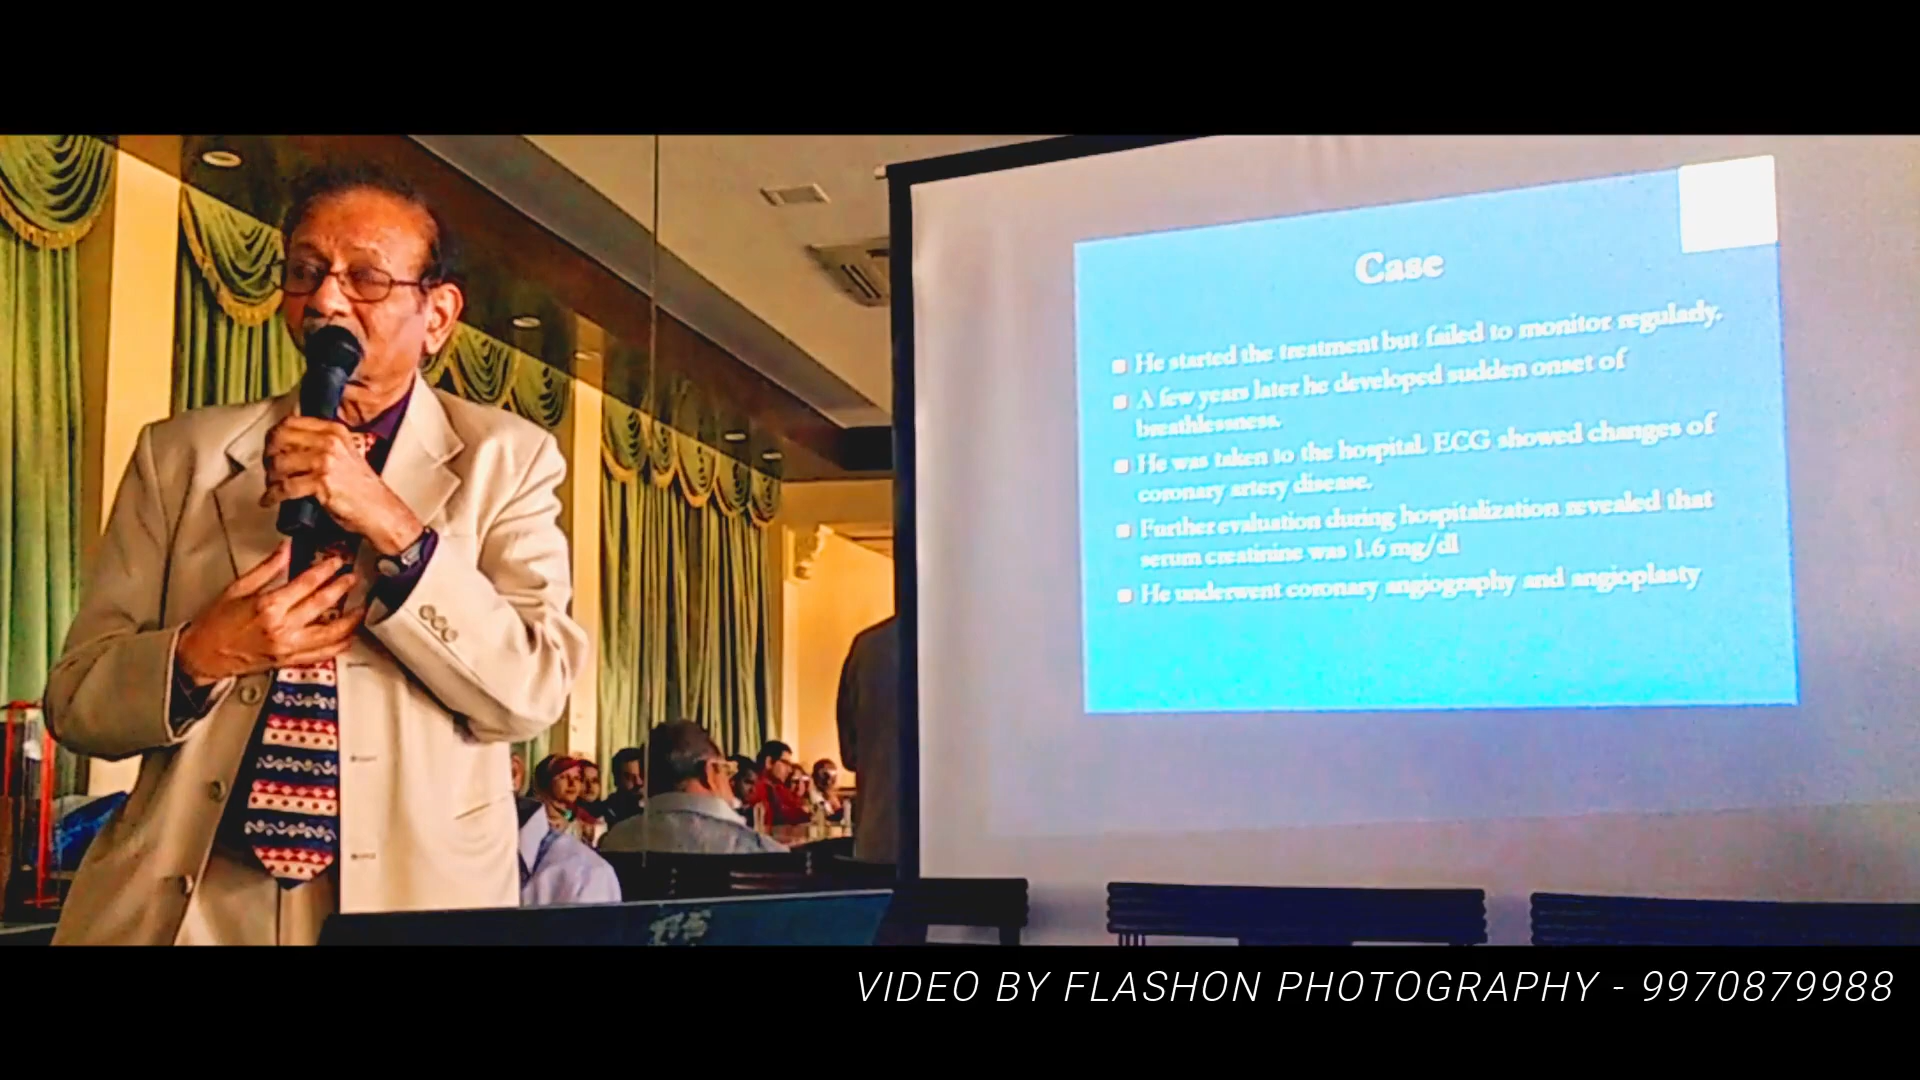 Case
He started the treatment but failed to monitor regularly.
A few years later he developed sudden onset of
breathlessness.
He was taken to the hospital. ECG showed changes of
coronary artery disease.
Further evaluation during hospitalization revealed that
serum creatinine was 1.6 mg/dl
He underwent coronary angiography and angioplasty
VIDEO BY FLASHON PHOTOGRAPHY - 9970879988